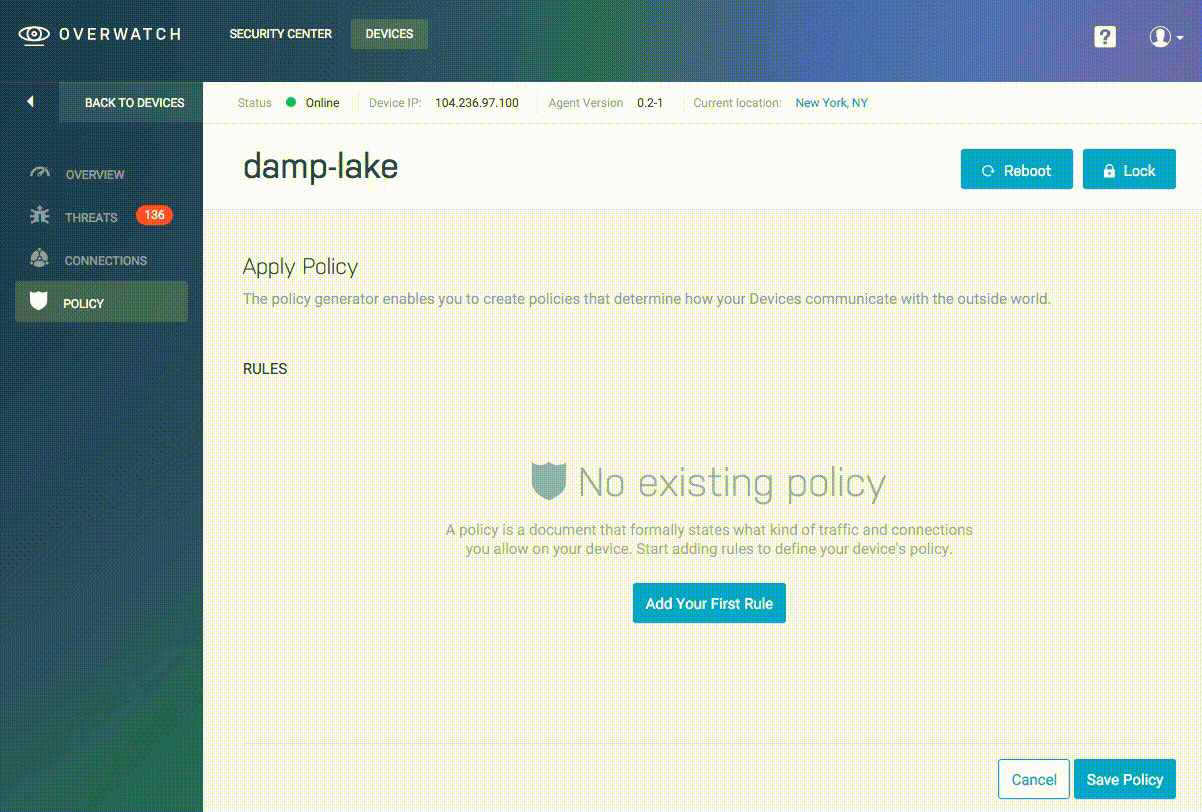 OVERWATCH
SECURITY CENTER
DEVICES
?
BACK TO DEVICES
Status Online Device IP: 104.236.97.100 Agent Version 0.2-1 Current location: New York, NY
OVERVIEW
THREATS 136
CONNECTIONS
POLICY
damp-lake
Reboot
Lock
Apply Policy
The policy generator enables you to create policies that determine how your Devices communicate with the outside world.
RULES
No existing policy
A policy is a document that formally states what kind of traffic and connections
you allow on your device. Start adding rules to define your device's policy.
Add Your First Rule
Cancel
Save Policy